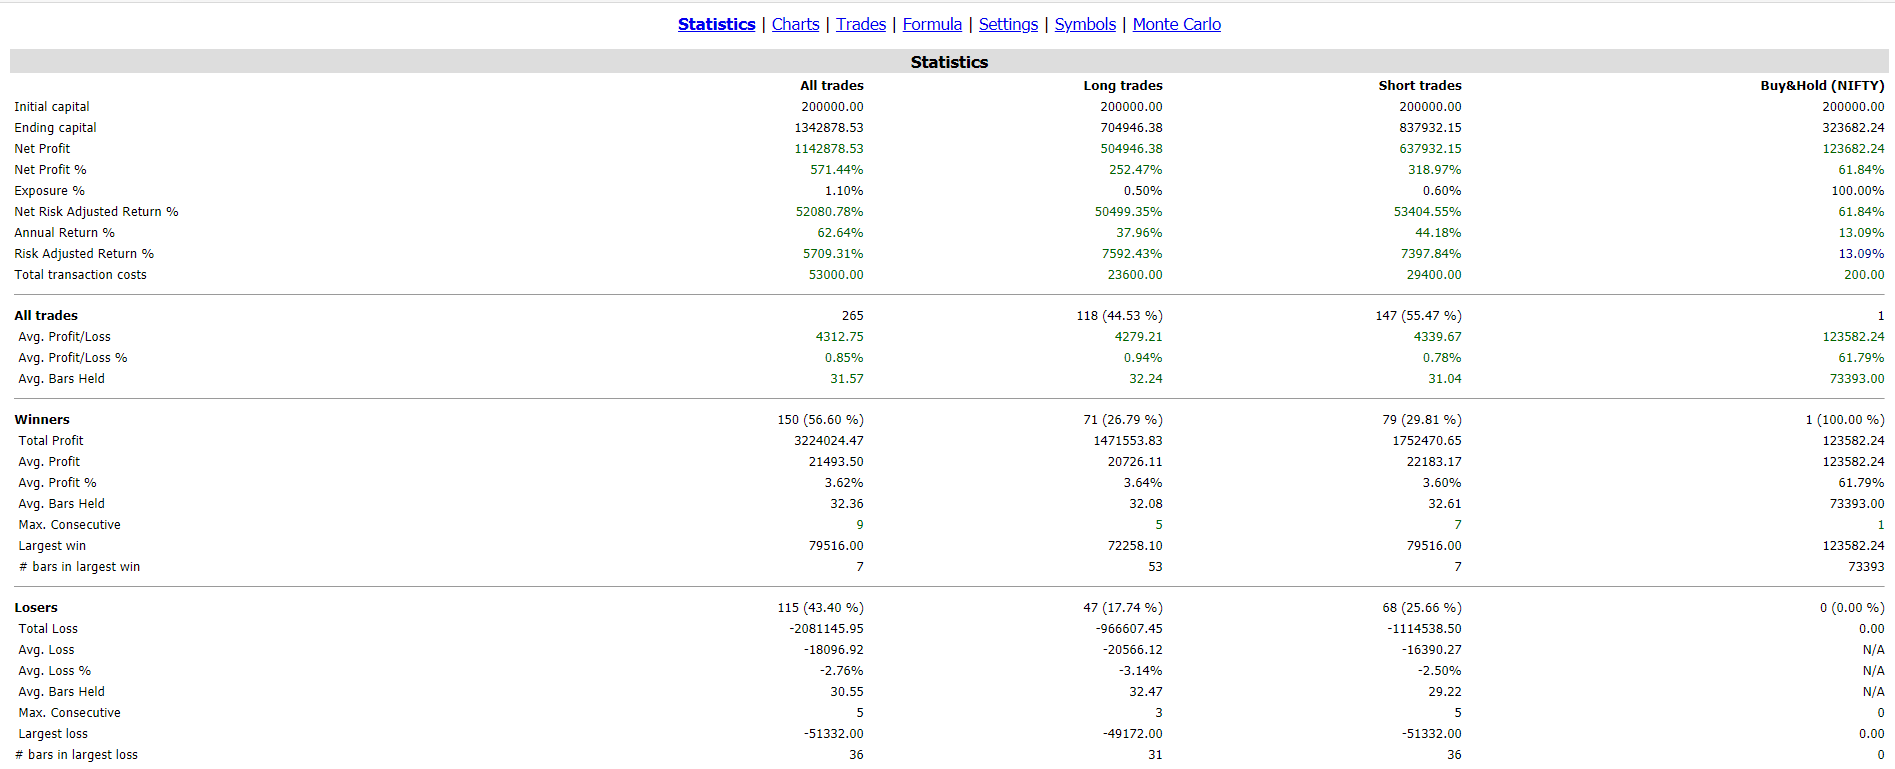 Statistics | Charts | Trades | Formula | Settings | Symbols | Monte Carlo
Statistics
All trades Long trades Short trades Buy&Hold (NIFTY)
Initial capital 200000.00 200000.00 200000.00 200000.00
Ending capital 1342878.53 704946.38 837932.15 323682.24
Net Profit 1142878.53 504946.38 637932.15 123682.24
Net Profit % 571.44% 252.47% 318.97% 61.84%
Exposure % 1.10% 0.50% 0.60% 100.00%
Net Risk Adjusted Return % 52080.78% 50499.35% 53404.55% 61.84%
Annual Return % 62.64% 37.96% 44.18% 13.09%
Risk Adjusted Return % 5709.31% 7592.43% 7397.84% 13.09%
Total transaction costs 53000.00 23600.00 29400.00 200.00
All trades 265 118 (44.53 %) 147 (55.47 %) 1
Avg. Profit/Loss 4312.75 4279.21 4339.67 123582.24
Avg. Profit/Loss % 0.85% 0.94% 0.78% 61.79%
Avg. Bars Held 31.57 32.24 31.04 73393.00
Winners 150 (56.60 %) 71 (26.79 %) 79 (29.81 %) 1 (100.00 %)
Total Profit 3224024.47 1471553.83 1752470.65 123582.24
Avg. Profit 21493.50 20726.11 22183.17 123582.24
Avg. Profit % 3.62% 3.64% 3.60% 61.79%
Avg. Bars Held 32.36 32.08 32.61 73393.00
Max. Consecutive 9 5 7 1
Largest win 79516.00 72258.10 79516.00 123582.24
# bars in largest win 7 53 7 73393
Losers 115 (43.40 %) 47 (17.74 %) 68 (25.66 %) 0 (0.00 %)
Total Loss -2081145.95 -966607.45 -1114538.50 0.00
Avg. Loss -18096.92 -20566.12 -16390.27 N/A
Avg. Loss % -2.76% -3.14% -2.50% N/A
Avg. Bars Held 30.55 32.47 29.22 N/A
Max. Consecutive 5 3 5 0
Largest loss -51332.00 -49172.00 -51332.00 0.00
# bars in largest loss 36 31 36 0